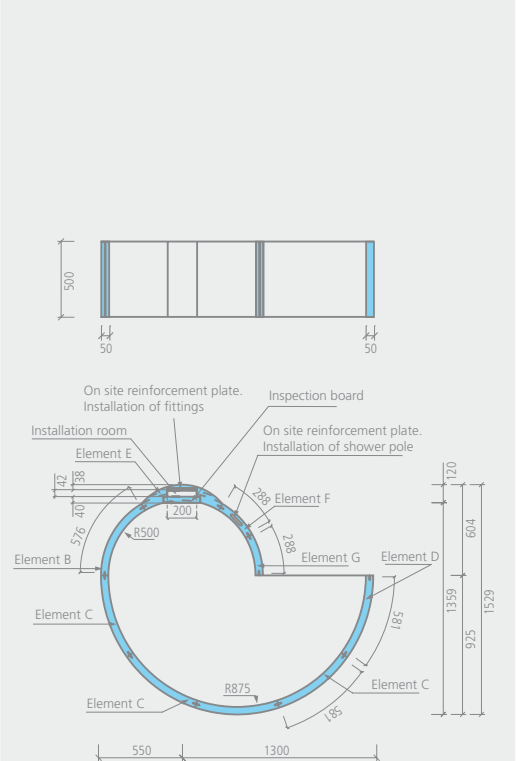 500
50
50
On site reinforcement plate.
Installation of fittings
Inspection board
Installation room
On site reinforcement plate.
Installation of shower pole
Element E
42
38
40
120
288
Element F
200
576
R500
288
604
Element B
Element G
Element D
1359
1529
581
Element C
925
Element C
R875
Element C
581
550
1300